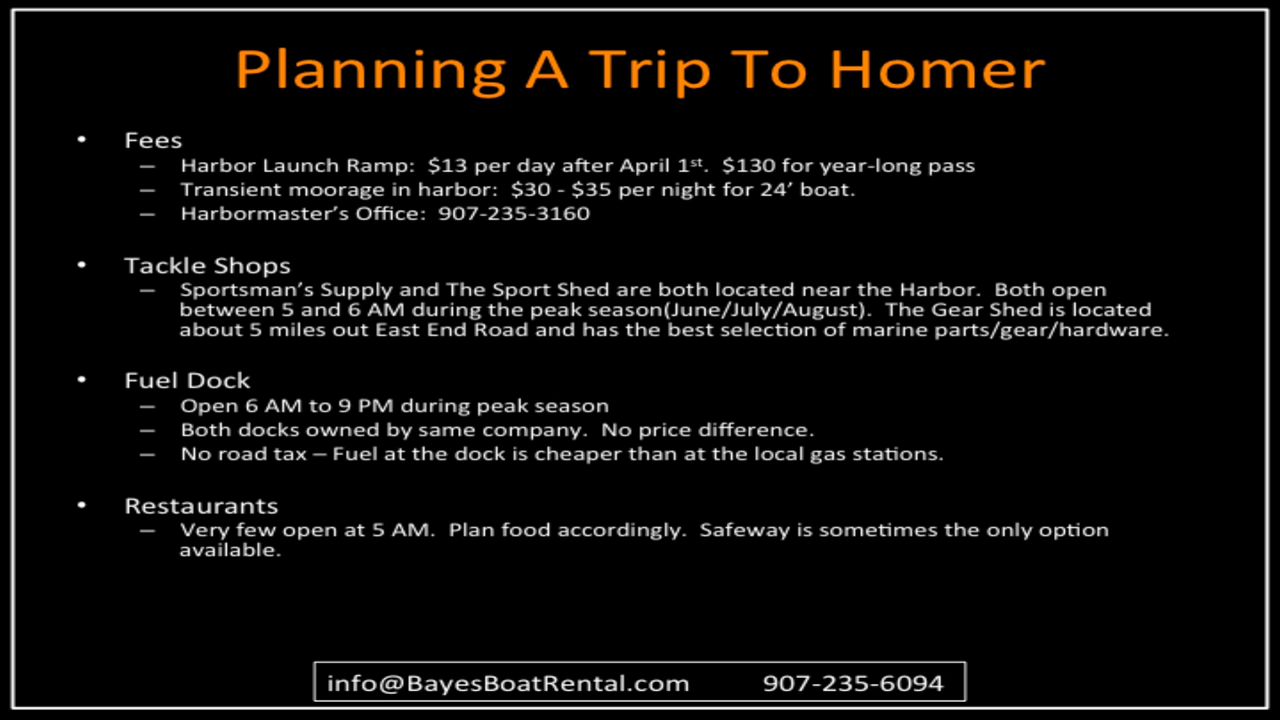 Planning A Trip To Homer
• Fees
– Harbor Launch Ramp: $13 per day after April 1st. $130 for year-long pass
– Transient moorage in harbor: $30 - $35 per night for 24’ boat.
– Harbormaster’s Office: 907-235-3160
• Tackle Shops
– Sportsman’s Supply and The Sport Shed are both located near the Harbor. Both open
between 5 and 6 AM during the peak season(June/July/August). The Gear Shed is located
about 5 miles out East End Road and has the best selection of marine parts/gear/hardware.
• Fuel Dock
– Open 6 AM to 9 PM during peak season
– Both docks owned by same company. No price difference.
– No road tax – Fuel at the dock is cheaper than at the local gas stations.
• Restaurants
– Very few open at 5 AM. Plan food accordingly. Safeway is sometimes the only option
available.
info@BayesBoatRental.com 907-235-6094